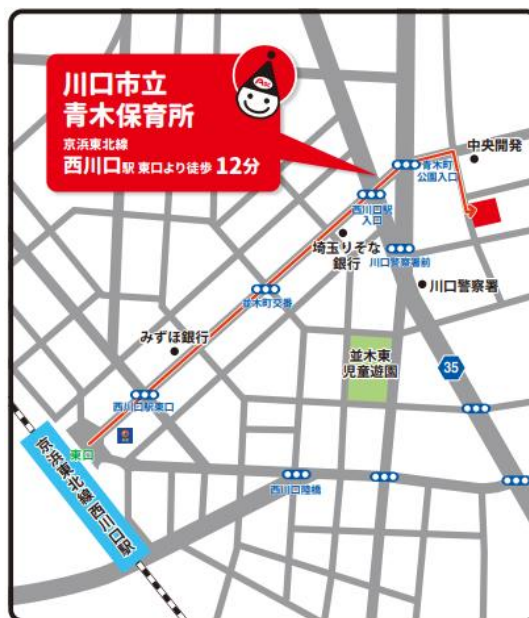 川口市立
青木保育所
京浜東北線
西川口駅 東口より徒歩 12分
中央開発
青木町
公園入口
西川口駅
入口
埼玉りそな
銀行
川口警察署前
川口警察署
並木町交番
みずほ銀行
並木東
児童遊園
35
西川口駅東口
東口
西川口陸橋
京浜東北線西川口駅